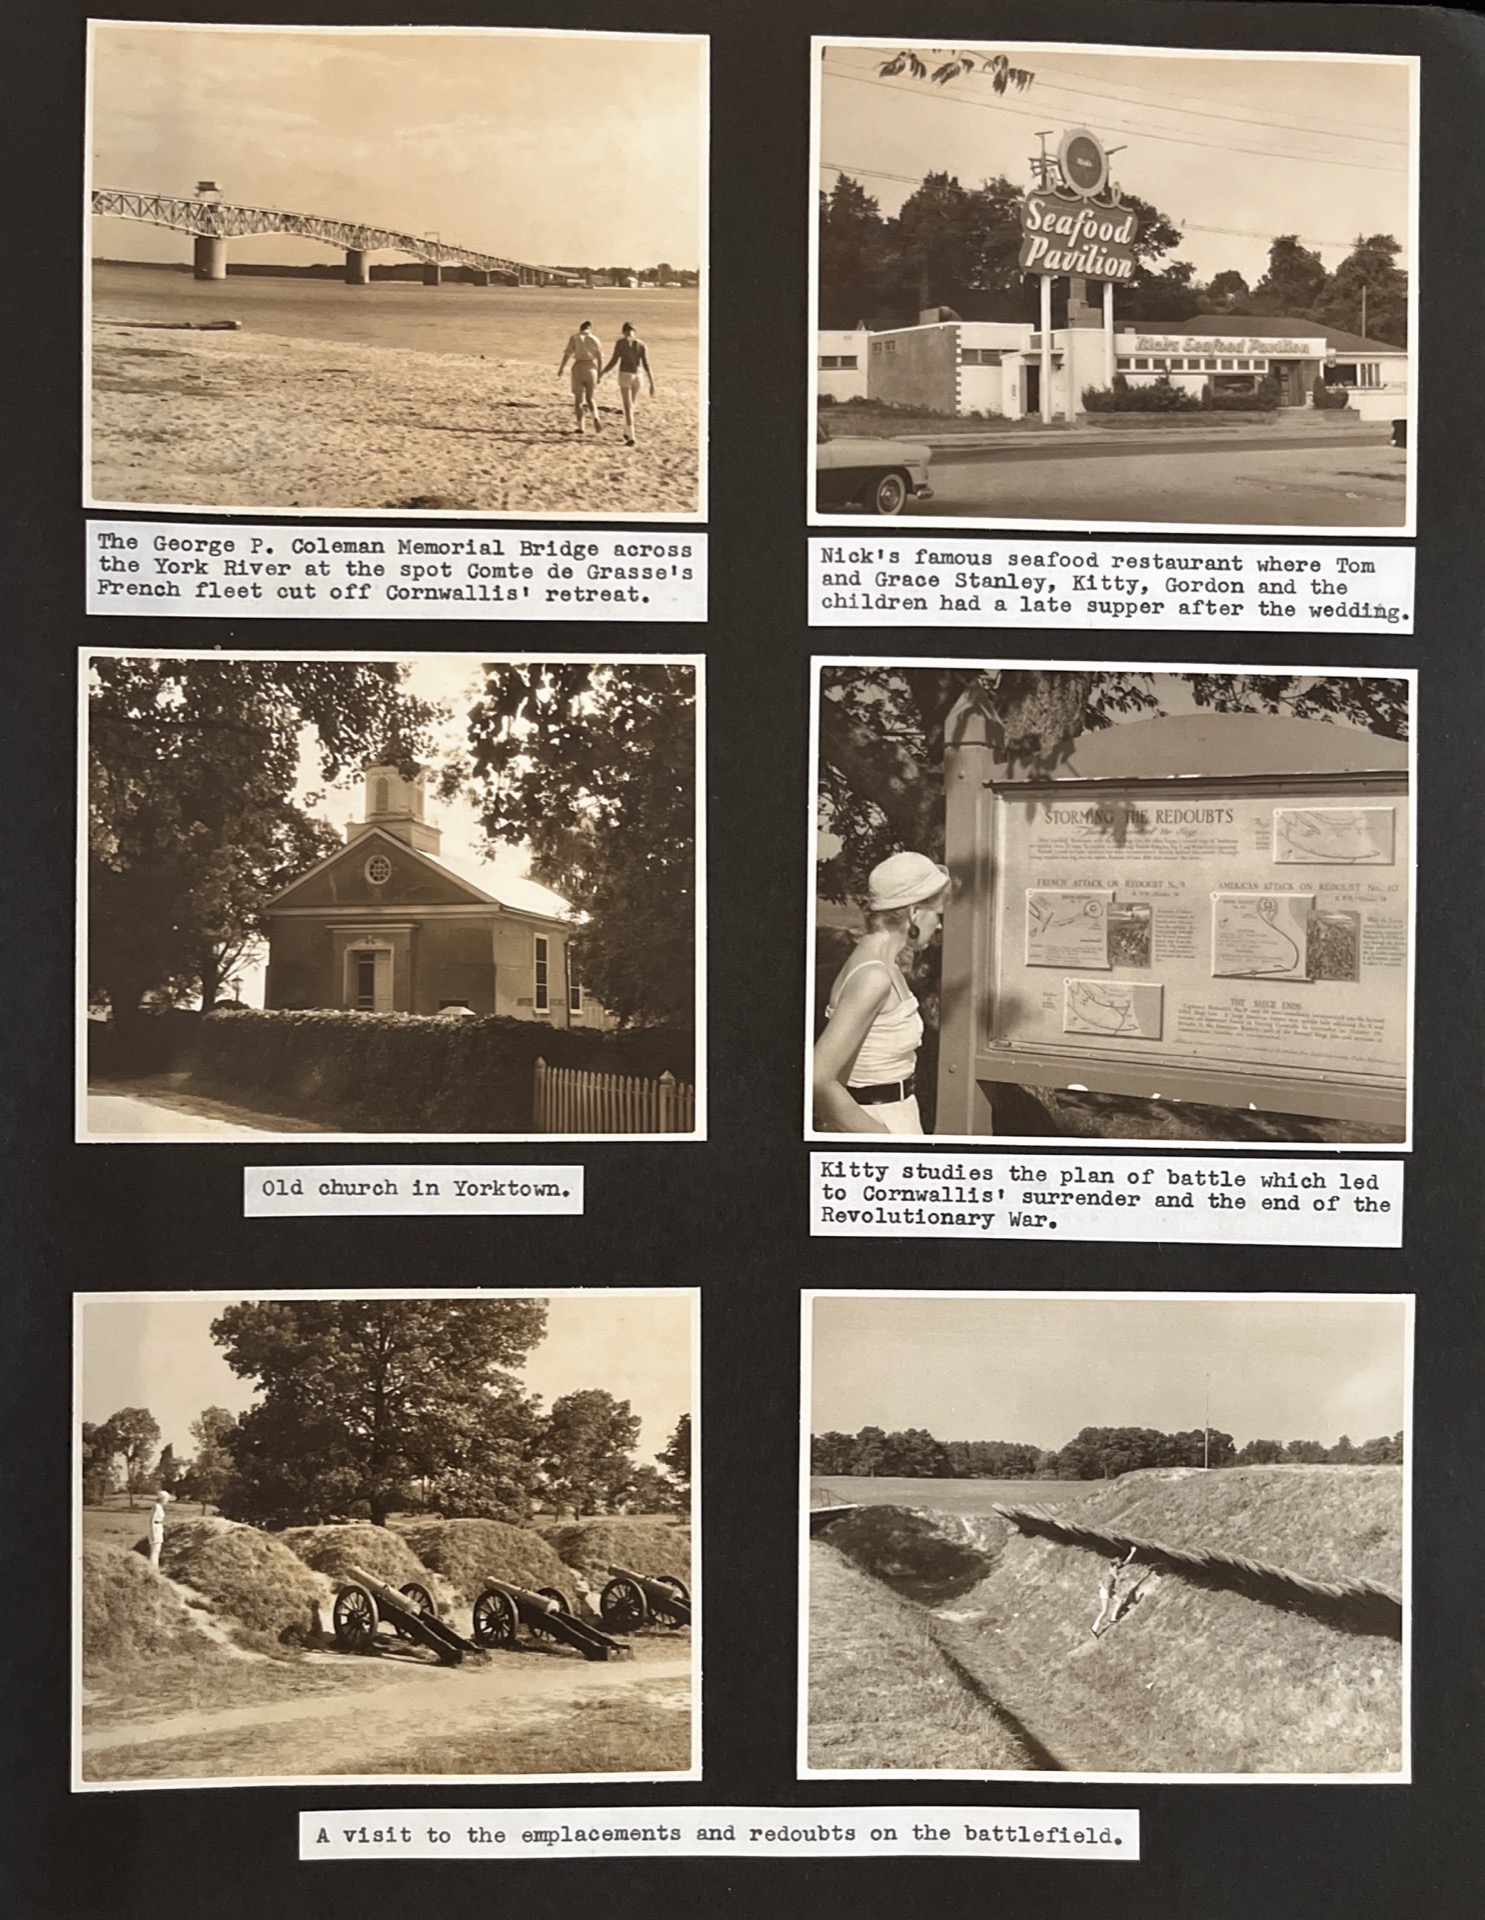 Nick's
Seafood
Pavilion
Nick's Seafood Pavilion
The George P. Coleman Memorial Bridge across
the York River at the spot Comte de Grasse's
French fleet cut off Cornwallis' retreat.
Nick's famous seafood restaurant where Tom
and Grace Stanley, Kitty, Gordon and the
children had a late supper after the wedding.
STORMING THE REDOUBTS
FRENCH ATTACK ON REDOUBT No. 9
AMERICAN ATTACK ON REDOUBT No. 10
THE SIEGE ENDS
Old church in Yorktown.
Kitty studies the plan of battle which led
to Cornwallis' surrender and the end of the
Revolutionary War.
A visit to the emplacements and redoubts on the battlefield.